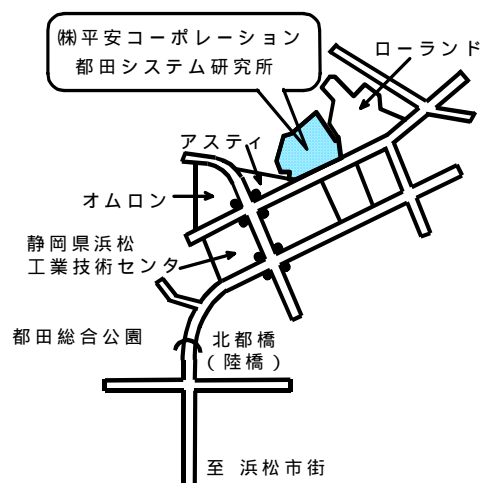 ㈱平安コーポレーション
都田システム研究所
ローランド
アスティ
オムロン
静岡県浜松
工業技術センタ
都田総合公園
北都橋
(陸橋)
至 浜松市街